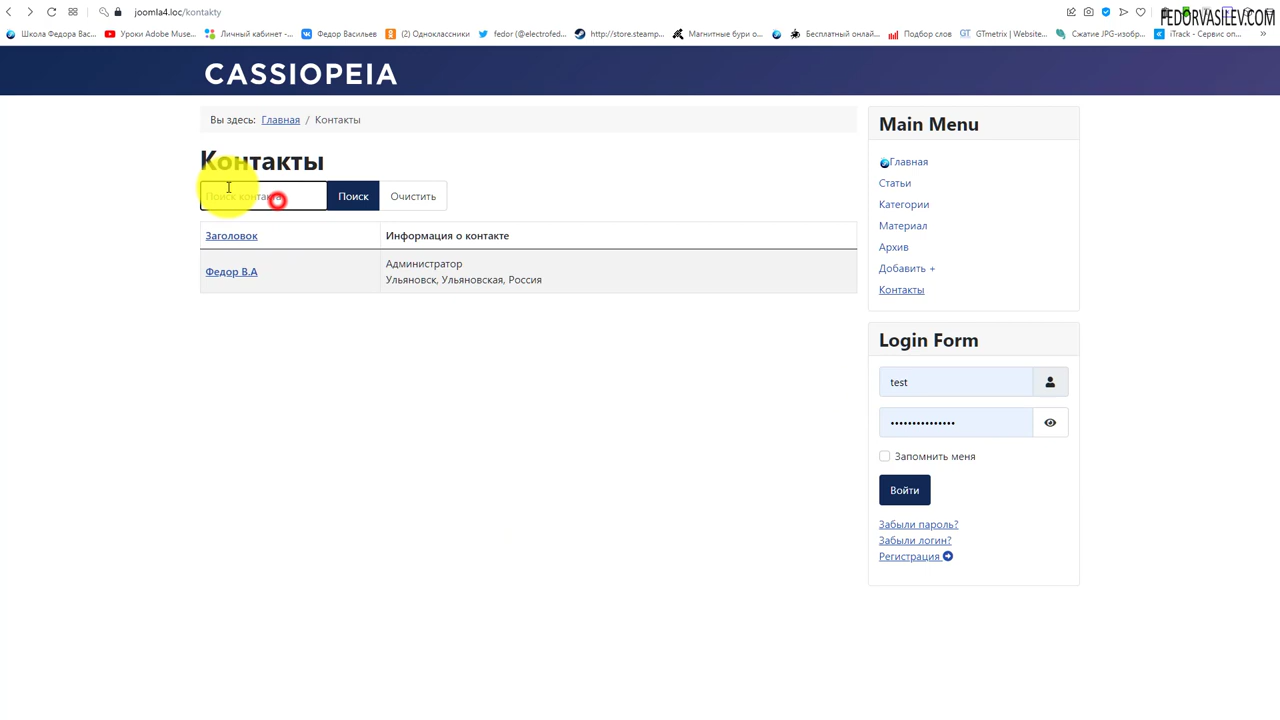 joomla4.loc/kontakty
FEDORVASILEV.COM
Школа Федора Вас...
Уроки Adobe Muse...
Личный кабинет -...
Федор Васильев
(2) Одноклассники
fedor (@electrofed...
http://store.steamp...
Магнитные бури о...
Бесплатный онлай...
Подбор слов
GT GTmetrix | Website...
Сжатие JPG-изобр...
iTrack - Сервис оп...
CASSIOPEIA
Вы здесь: Главная / Контакты
Контакты
Поиск контакта
Поиск
Очистить
Заголовок
Информация о контакте
Федор В.А
Администратор
Ульяновск, Ульяновская, Россия
Main Menu
Главная
Статьи
Категории
Материал
Архив
Добавить +
Контакты
Login Form
test
Запомнить меня
Войти
Забыли пароль?
Забыли логин?
Регистрация